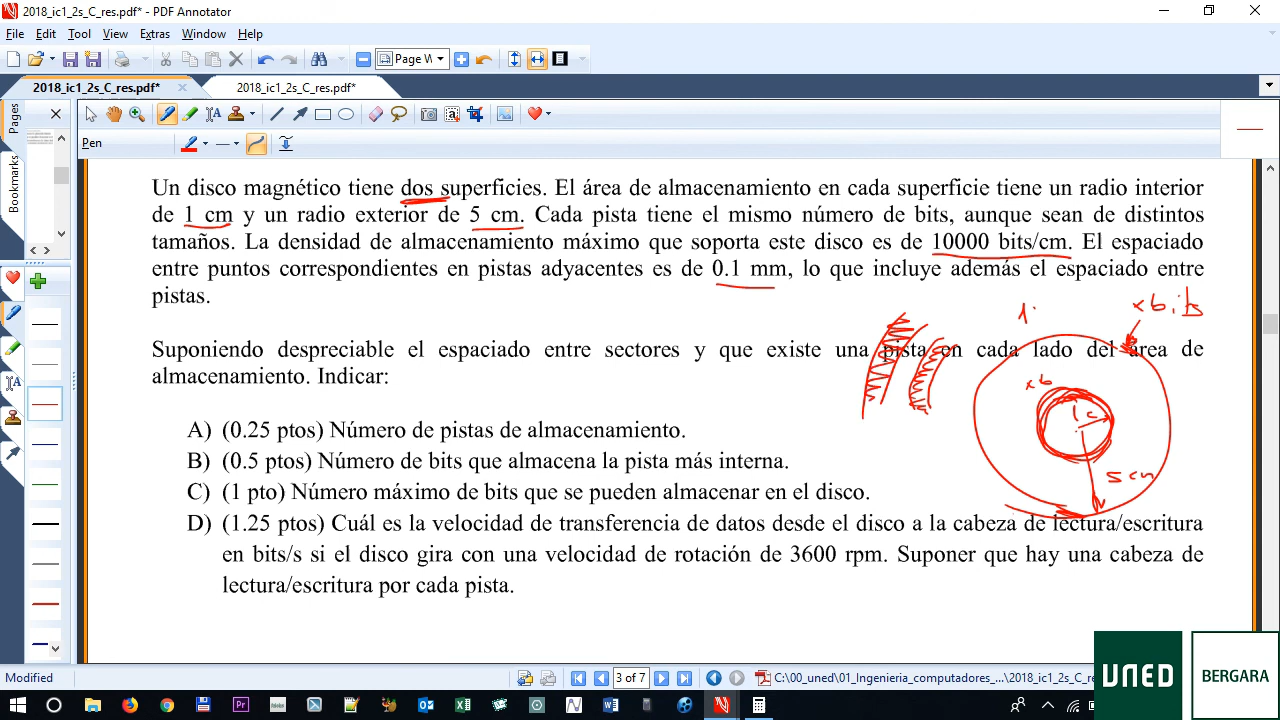 2018_ic1_2s_C_res.pdf* - PDF Annotator
File Edit Tool View Extras Window Help
Page W
2018_ic1_2s_C_res.pdf* 2018_ic1_2s_C_res.pdf*
Pages
Bookmarks
Pen
Un disco magnético tiene dos superficies. El área de almacenamiento en cada superficie tiene un radio interior
de 1 cm y un radio exterior de 5 cm. Cada pista tiene el mismo número de bits, aunque sean de distintos
tamaños. La densidad de almacenamiento máximo que soporta este disco es de 10000 bits/cm. El espaciado
entre puntos correspondientes en pistas adyacentes es de 0.1 mm, lo que incluye además el espaciado entre
pistas.
x bits
Suponiendo despreciable el espaciado entre sectores y que existe una pista en cada lado del área de
almacenamiento. Indicar:
xb
1 c
5 cm
A) (0.25 ptos) Número de pistas de almacenamiento.
B) (0.5 ptos) Número de bits que almacena la pista más interna.
C) (1 pto) Número máximo de bits que se pueden almacenar en el disco.
D) (1.25 ptos) Cuál es la velocidad de transferencia de datos desde el disco a la cabeza de lectura/escritura
en bits/s si el disco gira con una velocidad de rotación de 3600 rpm. Suponer que hay una cabeza de
lectura/escritura por cada pista.
Modified
3 of 7
C:\00_uned\01_Ingenieria_computadores_...\2018_ic1_2s_C_res.p
UNED
BERGARA